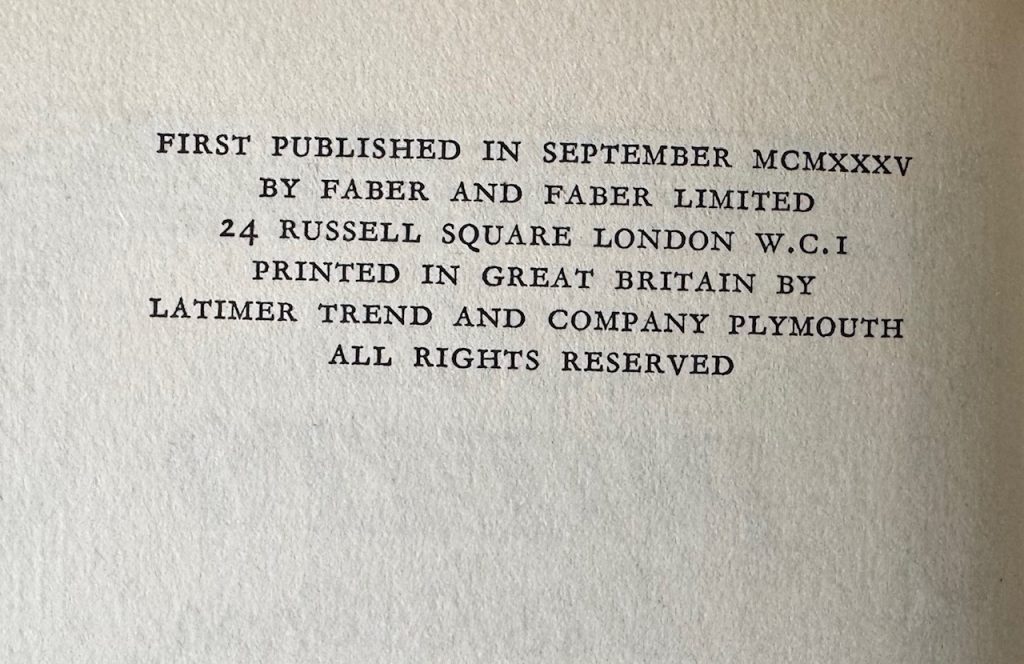 FIRST PUBLISHED IN SEPTEMBER MCMXXXV
BY FABER AND FABER LIMITED
24 RUSSELL SQUARE LONDON W.C.1
PRINTED IN GREAT BRITAIN BY
LATIMER TREND AND COMPANY PLYMOUTH
ALL RIGHTS RESERVED